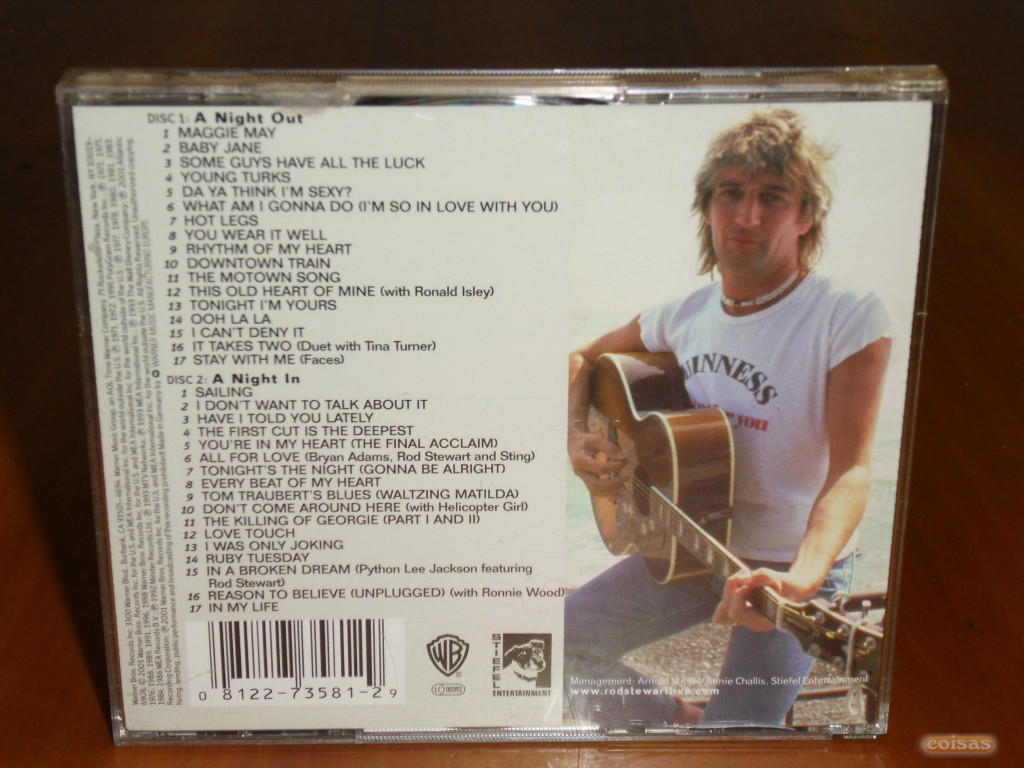 DISC 1: A Night Out
1 MAGGIE MAY
2 BABY JANE
3 SOME GUYS HAVE ALL THE LUCK
4 YOUNG TURKS
5 DA YA THINK I'M SEXY?
6 WHAT AM I GONNA DO (I'M SO IN LOVE WITH YOU)
7 HOT LEGS
8 YOU WEAR IT WELL
9 RHYTHM OF MY HEART
10 DOWNTOWN TRAIN
11 THE MOTOWN SONG
12 THIS OLD HEART OF MINE (with Ronald Isley)
13 TONIGHT I'M YOURS
14 OOH LA LA
15 I CAN'T DENY IT
16 IT TAKES TWO (Duet with Tina Turner)
17 STAY WITH ME (Faces)
DISC 2: A Night In
1 SAILING
2 I DON'T WANT TO TALK ABOUT IT
3 HAVE I TOLD YOU LATELY
4 THE FIRST CUT IS THE DEEPEST
5 YOU'RE IN MY HEART (THE FINAL ACCLAIM)
6 ALL FOR LOVE (Bryan Adams, Rod Stewart and Sting)
7 TONIGHT'S THE NIGHT (GONNA BE ALRIGHT)
8 EVERY BEAT OF MY HEART
9 TOM TRAUBERT'S BLUES (WALTZING MATILDA)
10 DON'T COME AROUND HERE (with Helicopter Girl)
11 THE KILLING OF GEORGIE (PART I AND II)
12 LOVE TOUCH
13 I WAS ONLY JOKING
14 RUBY TUESDAY
15 IN A BROKEN DREAM (Python Lee Jackson featuring
Rod Stewart)
16 REASON TO BELIEVE (UNPLUGGED) (with Ronnie Wood)
17 IN MY LIFE
0 8122-73581-2 9
WB
LC 00392
STIEFEL
ENTERTAINMENT
Management: Arnold Stiefel/Annie Challis, Stiefel Entertainment
www.rodstewartlive.com
UINNESS
YOU
coisas